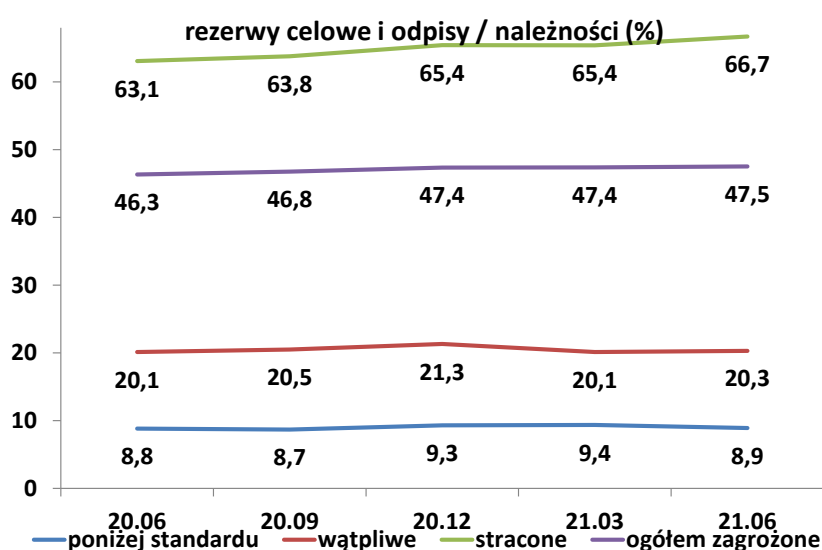 rezerwy celowe i odpisy / należności (%)
60
63,1 63,8 65,4 65,4 66,7
50
46,3 46,8 47,4 47,4 47,5
40
30
20
20,1 20,5 21,3 20,1 20,3
10
8,8 8,7 9,3 9,4 8,9
0
20.06 20.09 20.12 21.03 21.06
poniżej standardu wątpliwe stracone ogółem zagrożone